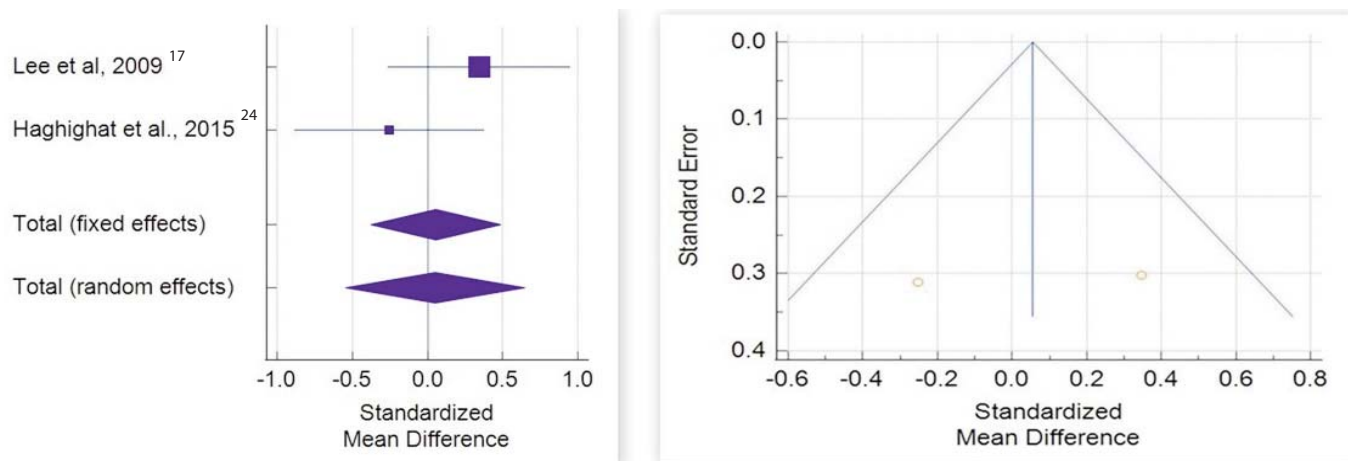 Lee et al, 2009 17
Haghighat et al., 2015 24
Total (fixed effects)
Total (random effects)
-1.0 -0.5 0.0 0.5 1.0
Standardized
Mean Difference
0.0
0.1
0.2
0.3
0.4
Standard Error
-0.6 -0.4 -0.2 0.0 0.2 0.4 0.6 0.8
Standardized
Mean Difference